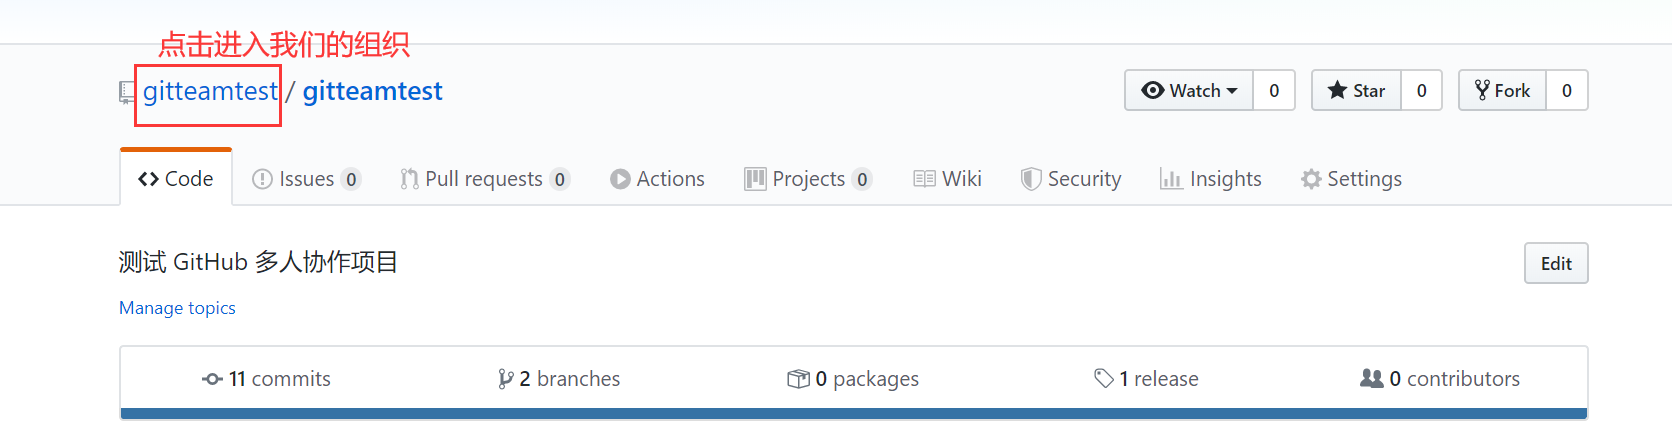 点击进入我们的组织
gitteamtest / gitteamtest
Watch 0 Star 0 Fork 0
Code Issues 0 Pull requests 0 Actions Projects 0 Wiki Security Insights Settings
测试 GitHub 多人协作项目
Edit
Manage topics
11 commits 2 branches 0 packages 1 release 0 contributors